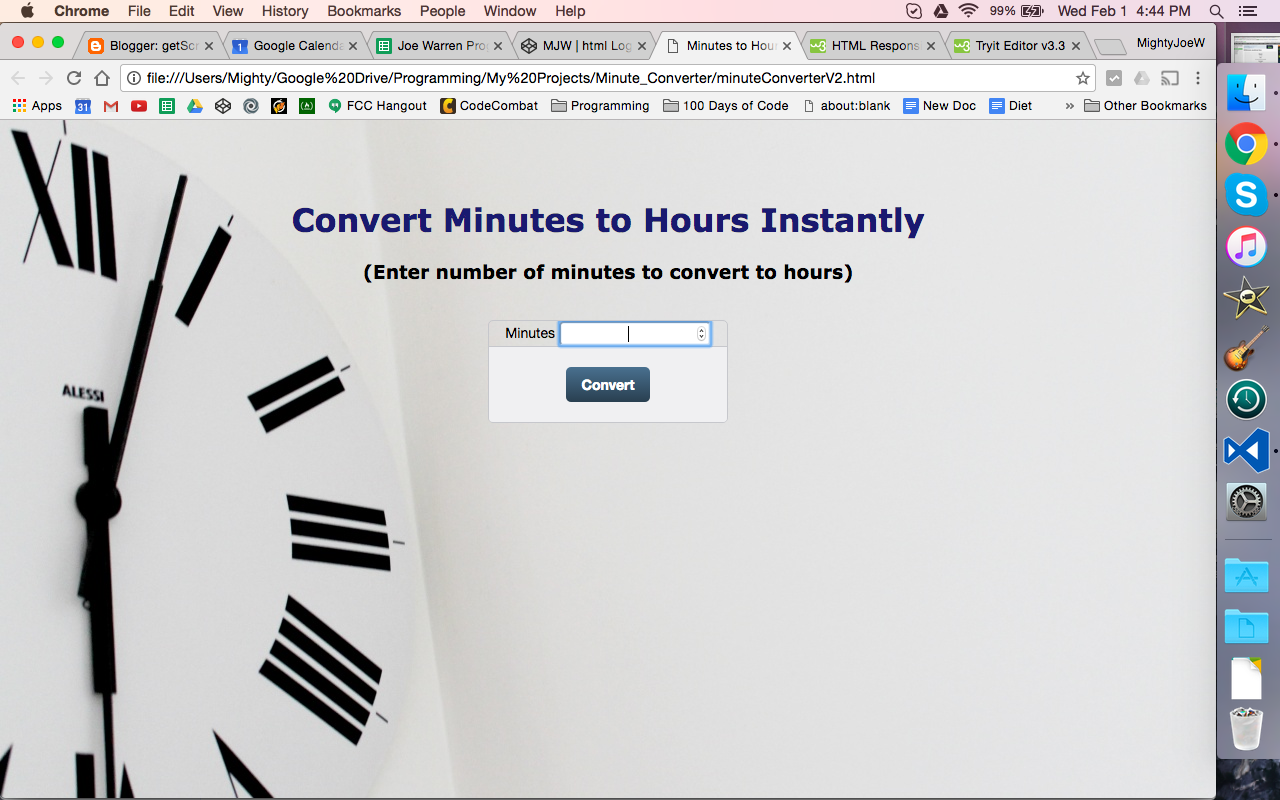 Chrome File Edit View History Bookmarks People Window Help 99% Wed Feb 1 4:44 PM
Blogger: getScr Google Calenda Joe Warren Prog MJW | html Log Minutes to Hour HTML Respons Tryit Editor v3.3 MightyJoeW
file:///Users/Mighty/Google%20Drive/Programming/My%20Projects/Minute_Converter/minuteConverterV2.html
Apps 31 FCC Hangout CodeCombat Programming 100 Days of Code about:blank New Doc Diet » Other Bookmarks
XII
ALESSI
Convert Minutes to Hours Instantly
(Enter number of minutes to convert to hours)
Minutes
Convert